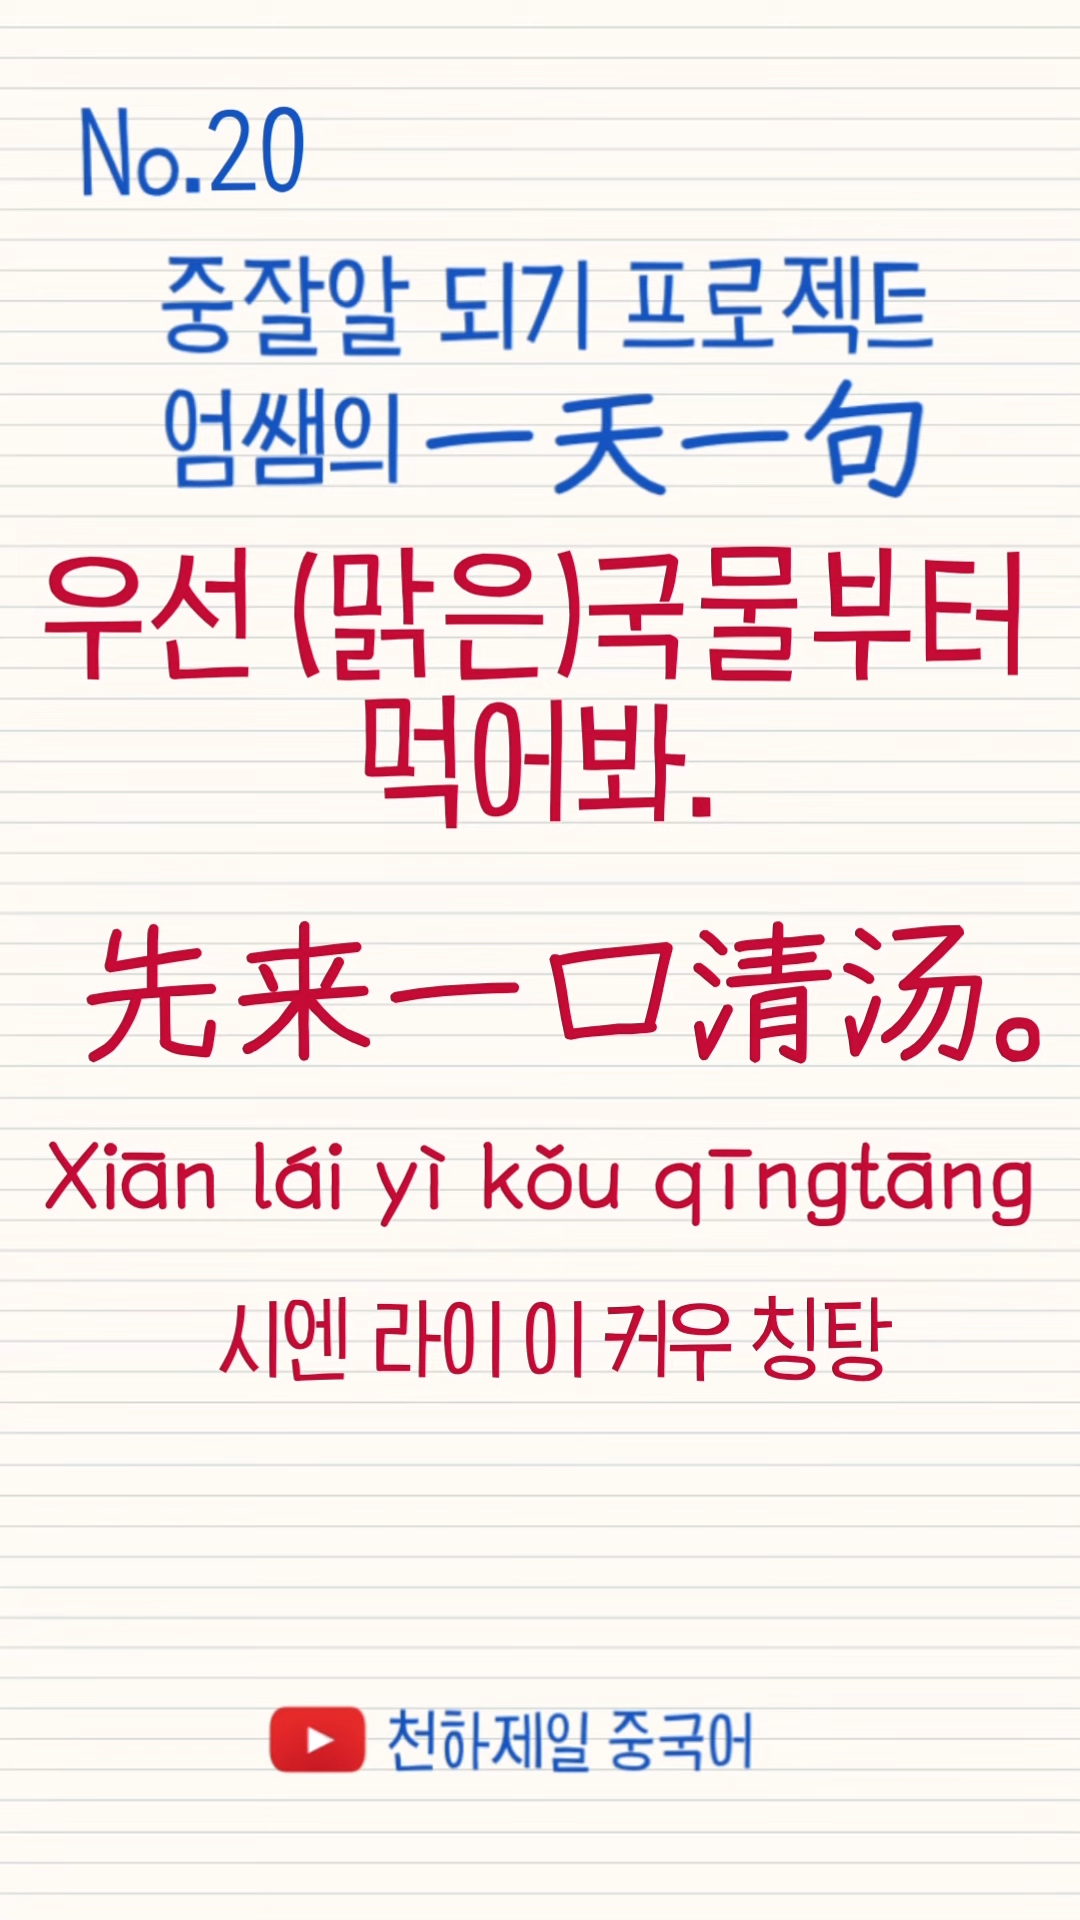 No.20
중잘알 되기 프로젝트
엄쌤의 一天一句
우선 (맑은)국물부터
먹어봐.
先来一口清汤。
Xiān lái yì kǒu qīngtāng
시엔 라이 이 커우 칭탕
천하제일 중국어